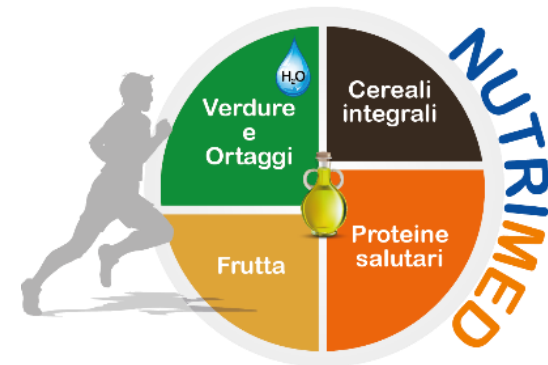 H₂O
Verdure
e
Ortaggi
Cereali
integrali
Frutta
Proteine
salutari
NUTRIMED